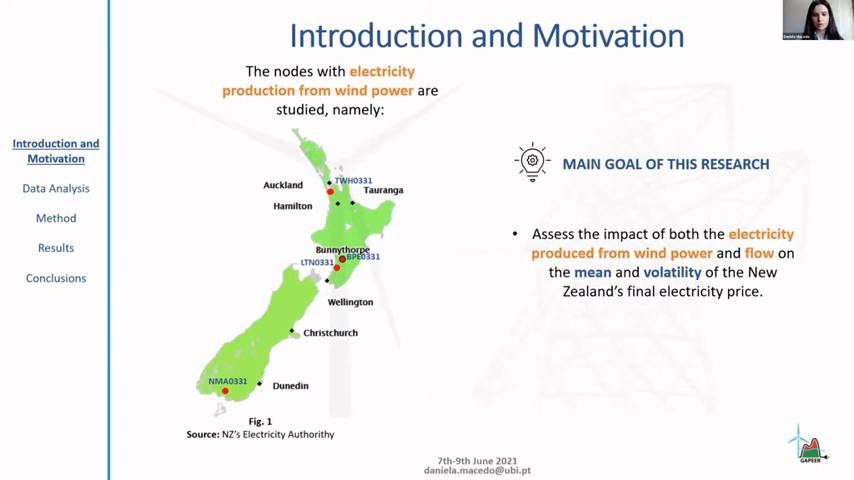 Introduction and Motivation
Daniela Macedo
The nodes with electricity
production from wind power are
studied, namely:
Introduction and
Motivation
Data Analysis
Method
Results
Conclusions
Auckland
TWH0331
Tauranga
Hamilton
Bunnythorpe
BPE0331
LTN0331
Wellington
Christchurch
NMA0331
Dunedin
Fig. 1
Source: NZ's Electricity Authorithy
MAIN GOAL OF THIS RESEARCH
• Assess the impact of both the electricity
produced from wind power and flow on
the mean and volatility of the New
Zealand's final electricity price.
7th-9th June 2021
daniela.macedo@ubi.pt
GAPEER